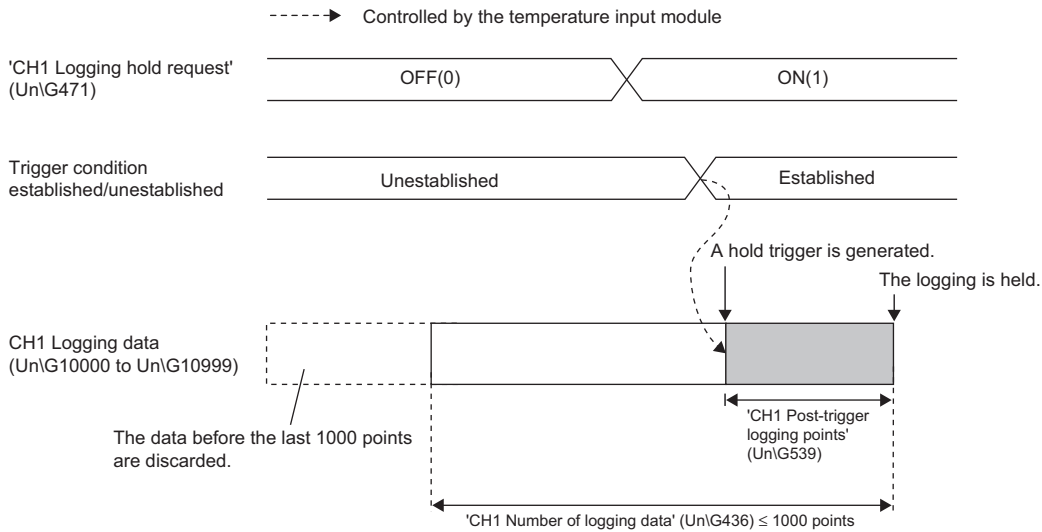 Controlled by the temperature input module
'CH1 Logging hold request'
(Un\G471)
OFF(0)
ON(1)
Trigger condition
established/unestablished
Unestablished
Established
A hold trigger is generated.
The logging is held.
CH1 Logging data
(Un\G10000 to Un\G10999)
'CH1 Post-trigger
logging points'
(Un\G539)
The data before the last 1000 points
are discarded.
'CH1 Number of logging data' (Un\G436) ≤ 1000 points